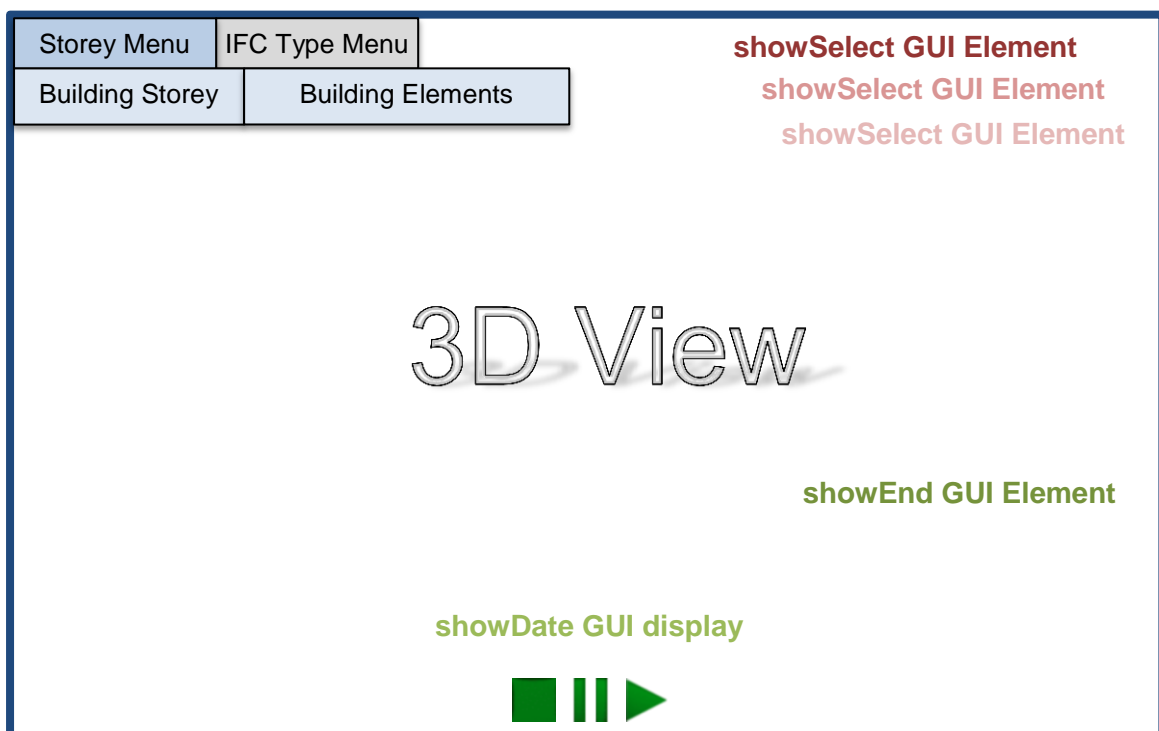 Storey Menu IFC Type Menu
Building Storey Building Elements
showSelect GUI Element
showSelect GUI Element
showSelect GUI Element
3D View
showEnd GUI Element
showDate GUI display